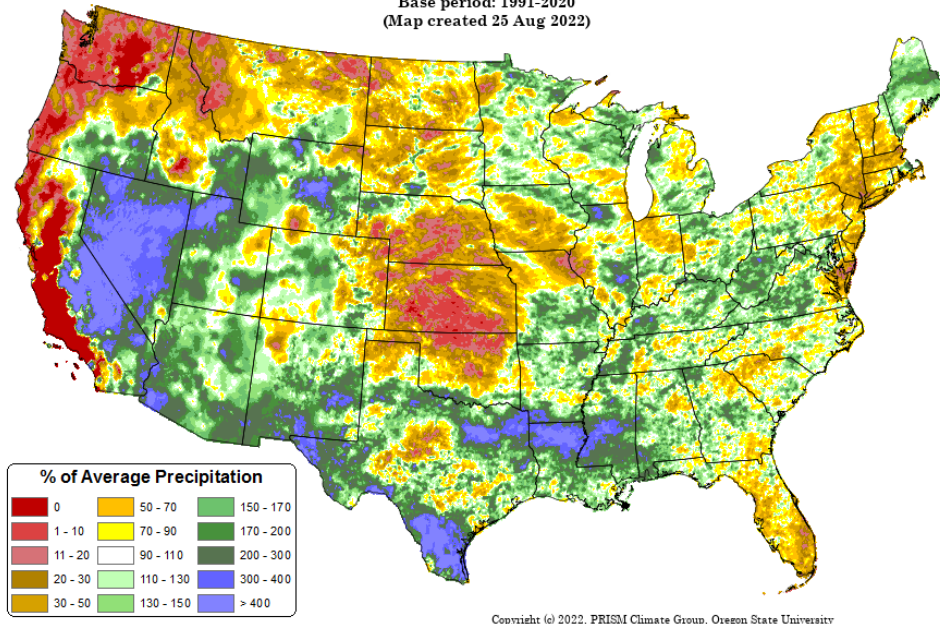 Base period: 1991-2020
(Map created 25 Aug 2022)
% of Average Precipitation
0
50 - 70
150 - 170
1 - 10
70 - 90
170 - 200
11 - 20
90 - 110
200 - 300
20 - 30
110 - 130
300 - 400
30 - 50
130 - 150
> 400
Copyright (c) 2022, PRISM Climate Group, Oregon State University